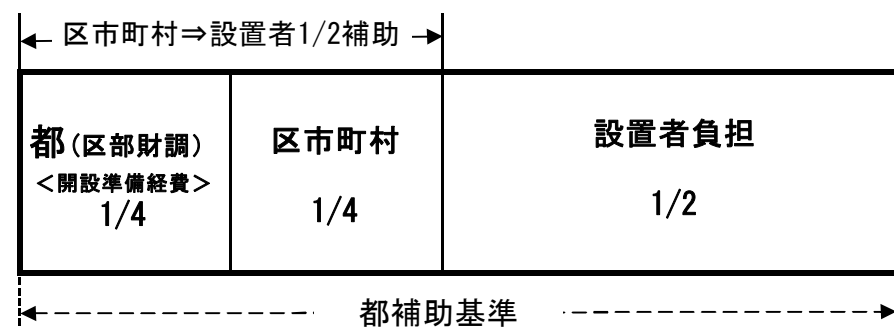 区市町村⇒設置者1/2補助
都(区部財調)
<開設準備経費>
1/4
区市町村
1/4
設置者負担
1/2
都補助基準